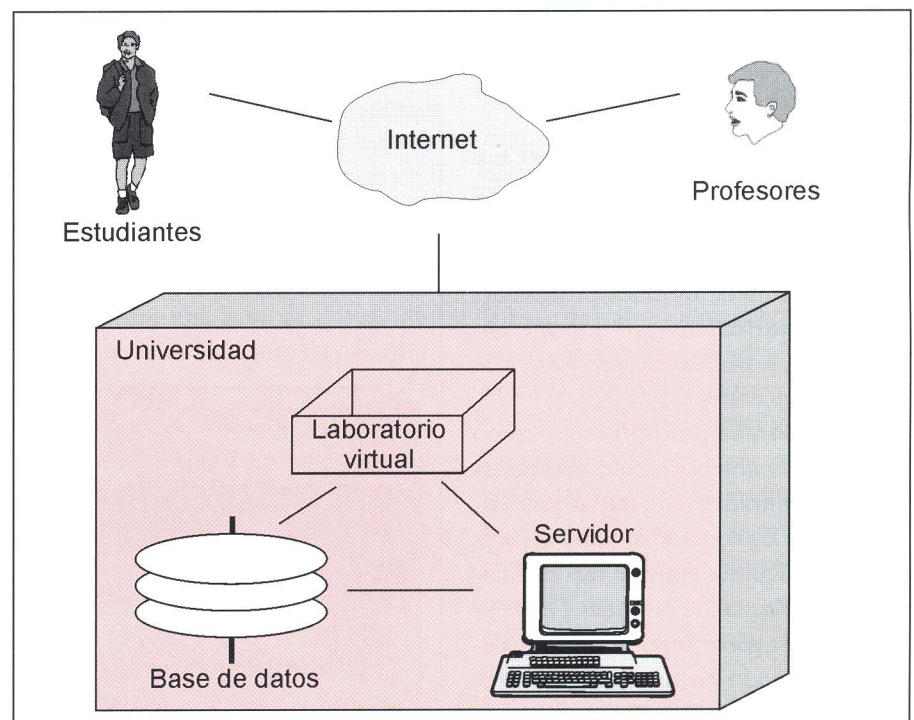 Internet
Profesores
Estudiantes
Universidad
Laboratorio
virtual
Servidor
Base de datos